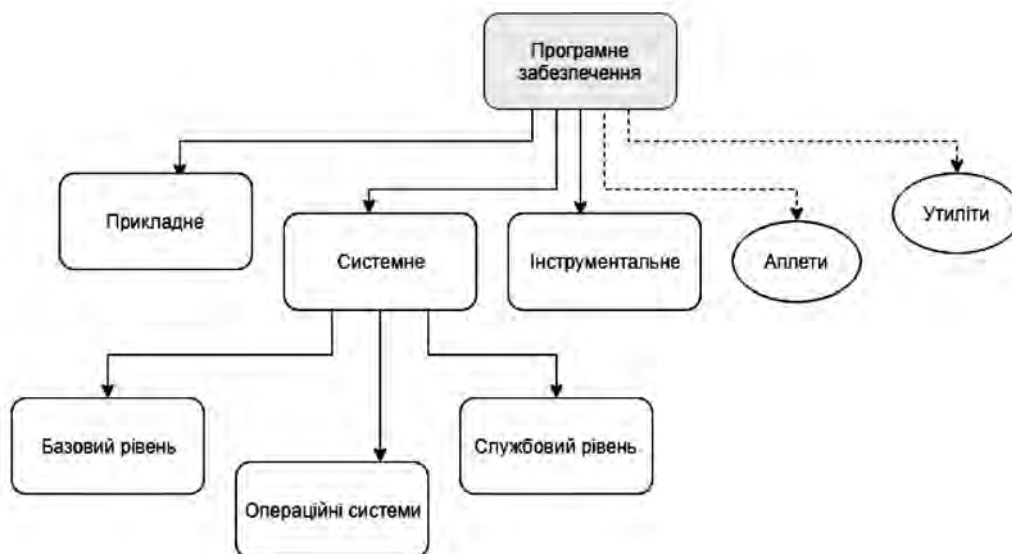 Програмне
забезпечення
Прикладне
Системне
Інструментальне
Аплети
Утиліти
Базовий рівень
Операційні системи
Службовий рівень